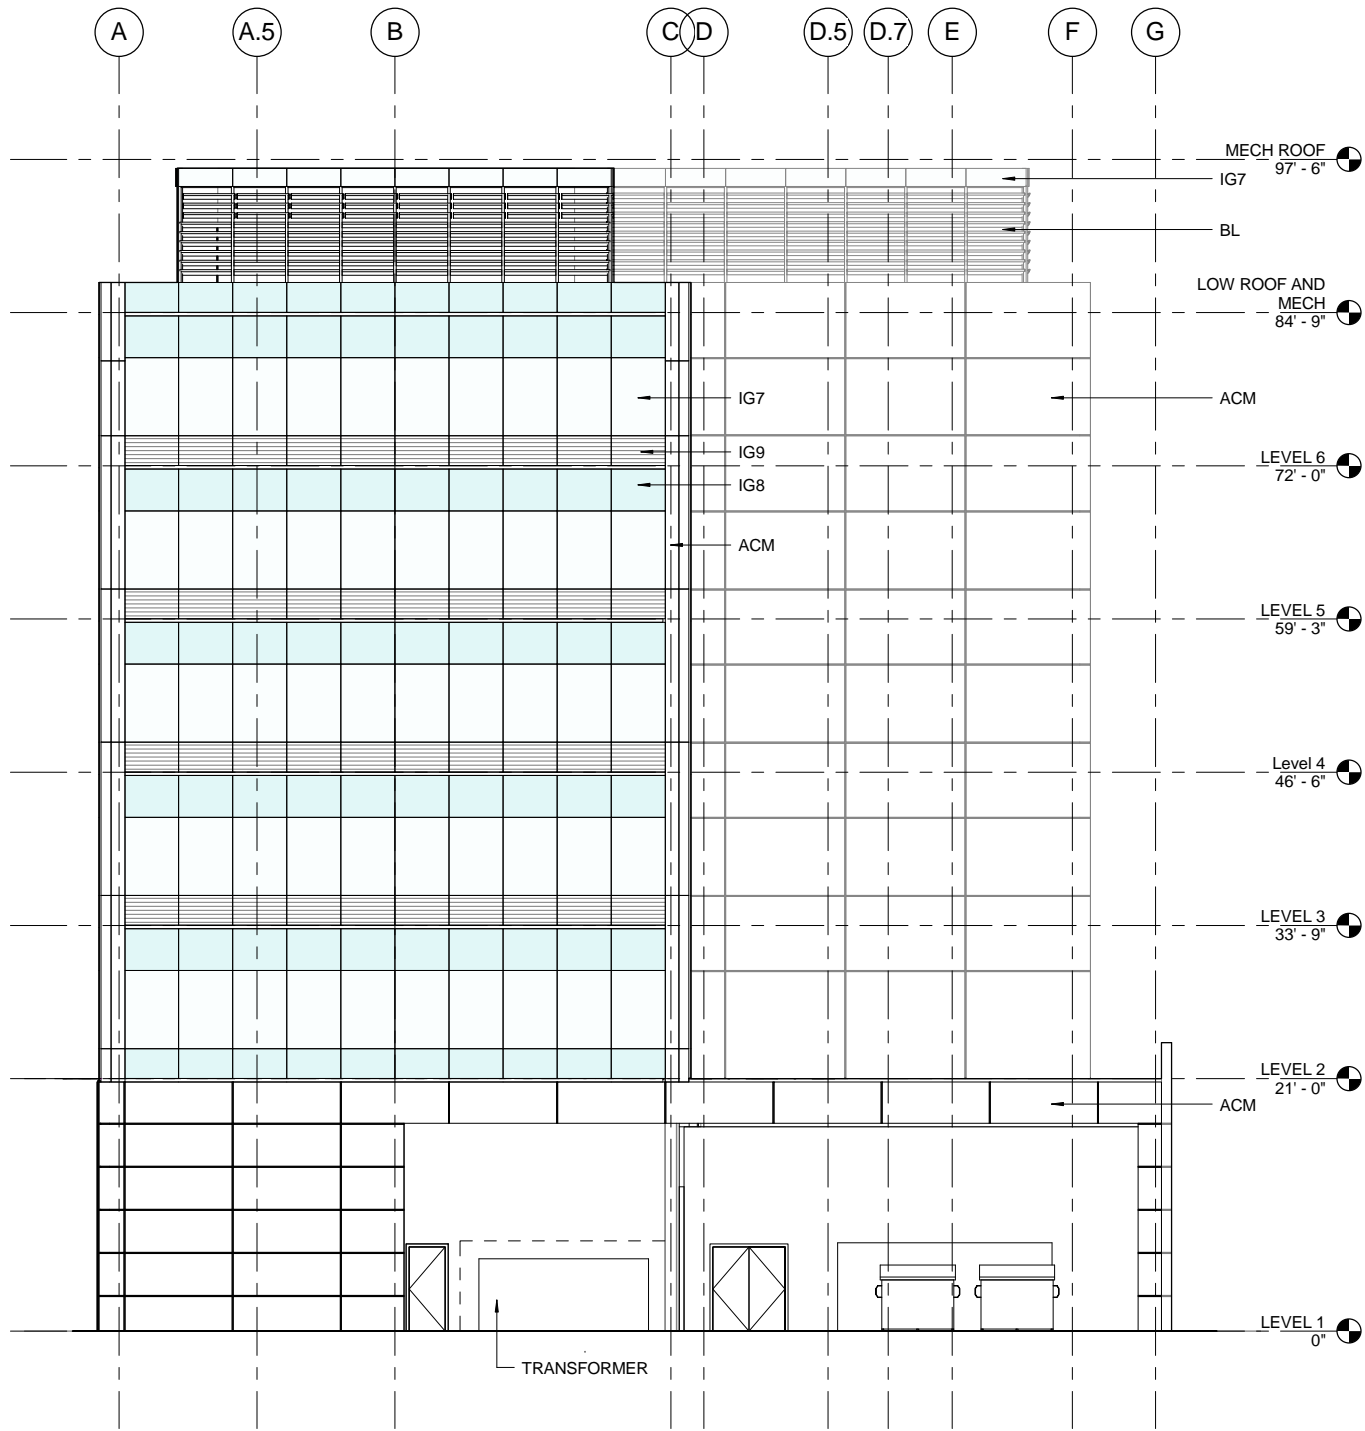 A
A.5
B
C
D
D.5
D.7
E
F
G
MECH ROOF
97' - 6"
IG7
BL
LOW ROOF AND
MECH
84' - 9"
IG7
ACM
IG9
LEVEL 6
72' - 0"
IG8
ACM
LEVEL 5
59' - 3"
Level 4
46' - 6"
LEVEL 3
33' - 9"
LEVEL 2
21' - 0"
ACM
LEVEL 1
0"
TRANSFORMER